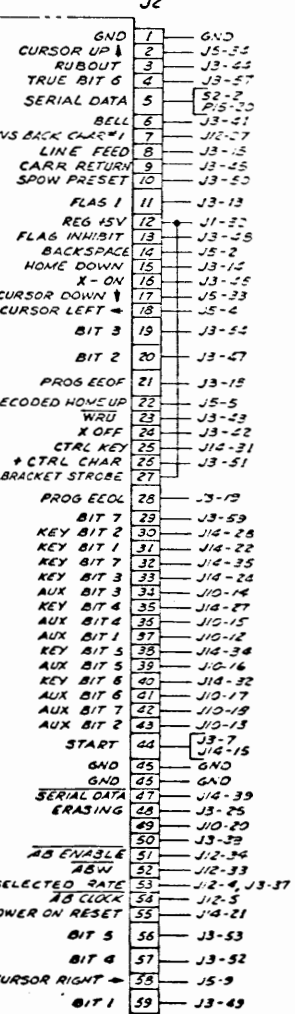 J2
GND 1 GND
CURSOR UP 2 J5-34
RUBOUT 3 J3-44
TRUE BIT 6 4 J3-57
SERIAL DATA 5 S2-2
P15-20
BELL 6 J3-41
NS BACK CHAR#1 7 J12-27
LINE FEED 8 J3-15
CARR RETURN 9 J3-45
SPOW PRESET 10 J3-50
FLAG 1 11 J3-13
REG +5V 12 J1-30
FLAG INHIBIT 13 J3-48
BACKSPACE 14 J5-2
HOME DOWN 15 J3-14
X-ON 16 J3-46
CURSOR DOWN 17 J5-33
CURSOR LEFT ← 18 J5-4
BIT 3 19 J3-54
BIT 2 20 J3-47
PROG EEOF 21 J3-18
ECODED HOME UP 22 J5-5
WRU 23 J3-43
X OFF 24 J3-42
CTRL KEY 25 J14-31
+ CTRL CHAR 26 J3-51
BRACKET STROBE 27
PROG EEOL 28 J3-19
BIT 7 29 J3-59
KEY BIT 2 30 J14-28
KEY BIT 1 31 J14-22
KEY BIT 7 32 J14-35
KEY BIT 3 33 J14-24
AUX BIT 3 34 J10-14
KEY BIT 4 35 J14-27
AUX BIT 4 36 J10-15
AUX BIT 1 37 J10-12
KEY BIT 5 38 J14-34
AUX BIT 5 39 J10-16
KEY BIT 6 40 J14-32
AUX BIT 6 41 J10-17
AUX BIT 7 42 J10-18
AUX BIT 2 43 J10-13
START 44 J3-7
J14-15
GND 45 GND
GND 46 GND
SERIAL DATA 47 J14-39
ERASING 48 J3-25
49 J10-20
50 J3-39
AB ENABLE 51 J12-34
ABW 52 J12-33
SELECTED RATE 53 J12-4, J3-37
AB CLOCK 54 J12-5
OWER ON RESET 55 J14-21
BIT 5 56 J3-53
BIT 4 57 J3-52
CURSOR RIGHT → 58 J5-9
BIT 1 59 J3-49